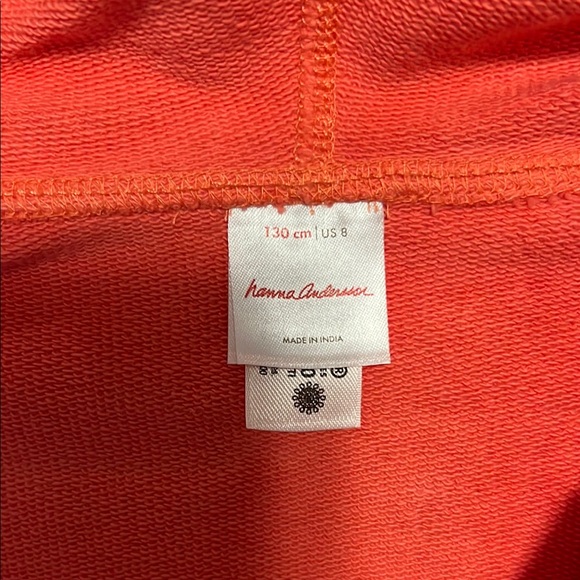 130 cm | US 8
hanna Andersson
MADE IN INDIA